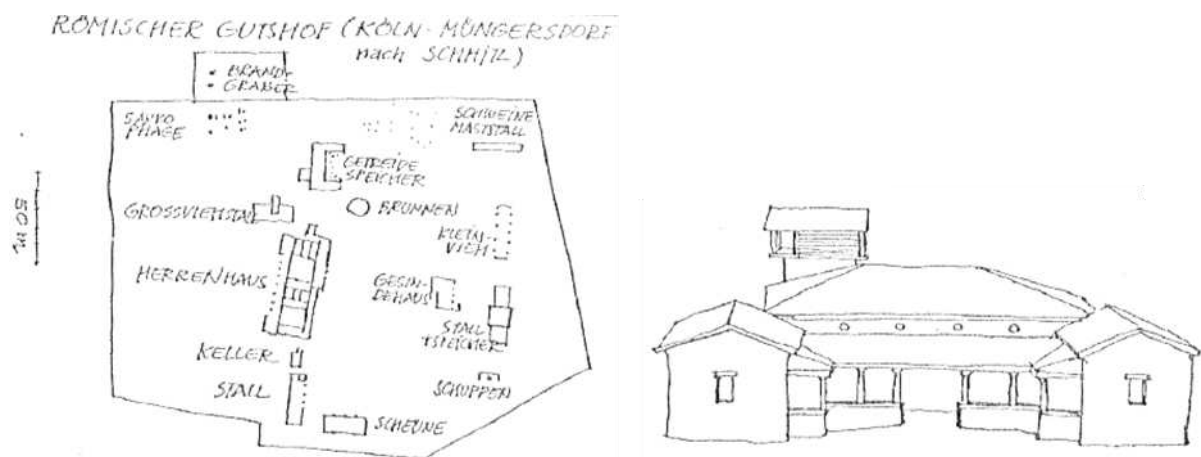 RÖMISCHER GUTSHOF (KÖLN-MÜNGERSDORF
nach SCHMITZ)
BRAND-
GRÄBER
SARKO
PHAGE
SCHWEINE
MASTSTALL
GETREIDE
SPEICHER
GROSSVIEHSTALL
BRUNNEN
KLEIN-
VIEH
HERRENHAUS
GESIN-
DEHAUS
STALL
+SPEICHER
KELLER
STALL
SCHUPPEN
SCHEUNE
50 m